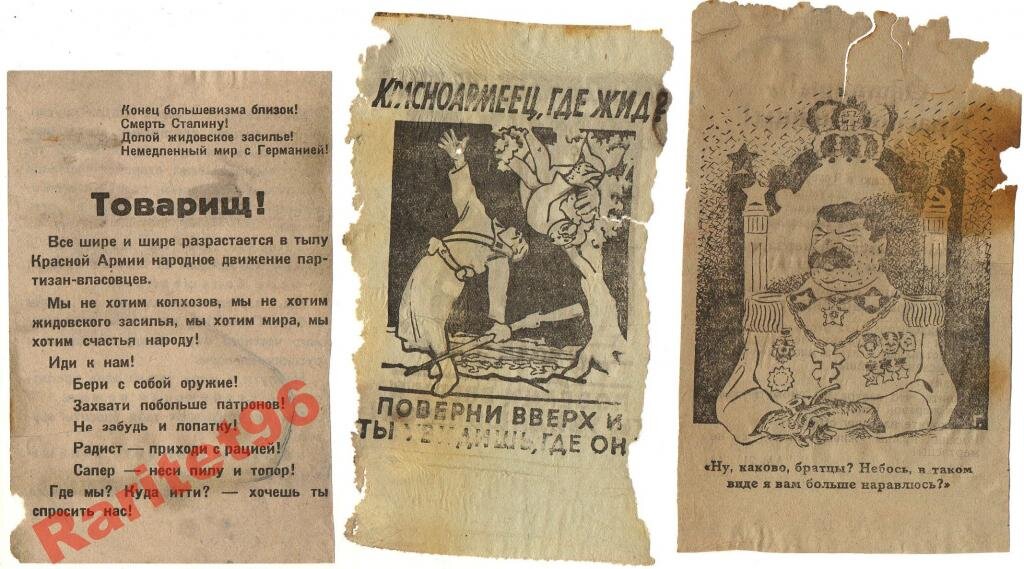 Конец большевизма близок!
Смерть Сталину!
Долой жидовское засилье!
Немедленный мир с Германией!
Товарищ!
Все шире и шире разрастается в тылу
Красной Армии народное движение пар-
тизан-власовцев.
Мы не хотим колхозов, мы не хотим
жидовского засилья, мы хотим мира, мы
хотим счастья народу!
Иди к нам!
Бери с собой оружие!
Захвати побольше патронов!
Не забудь и лопатку!
Радист — приходи с рацией!
Сапер — неси пилу и топор!
Где мы? Куда итти? — хочешь ты
спросить нас!
Raritet96
КРАСНОАРМЕЕЦ, ГДЕ ЖИД?
ПОВЕРНИ ВВЕРХ И
ТЫ УВИДИШЬ, ГДЕ ОН
«Ну, каково, братцы? Небось, в таком
виде я вам больше наравлюсь?»